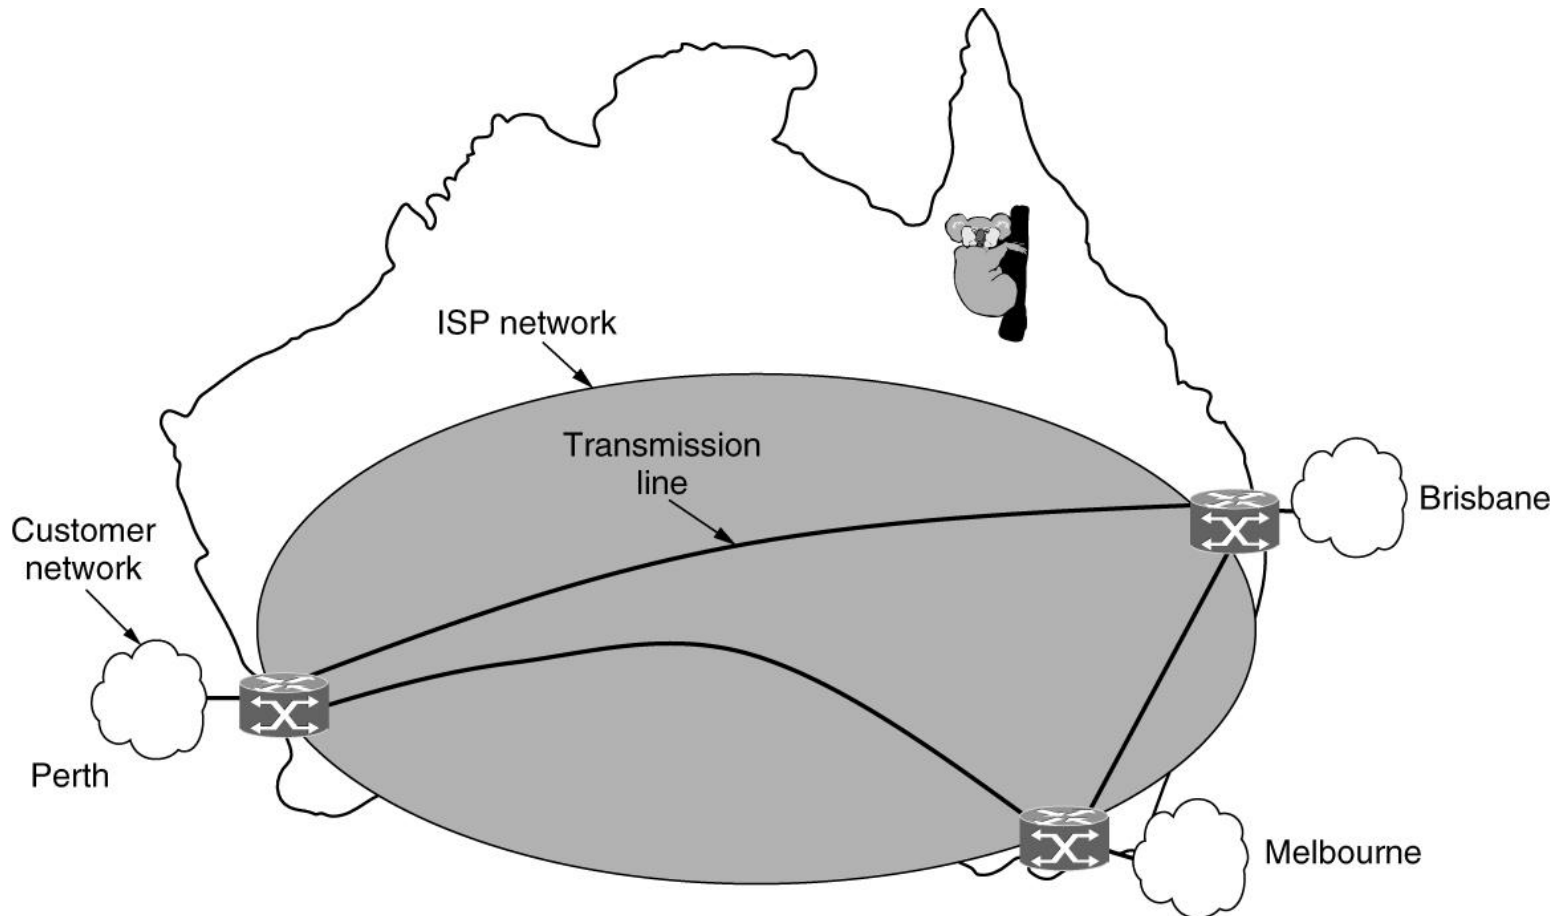 ISP network
Transmission
line
Brisbane
Customer
network
Perth
Melbourne